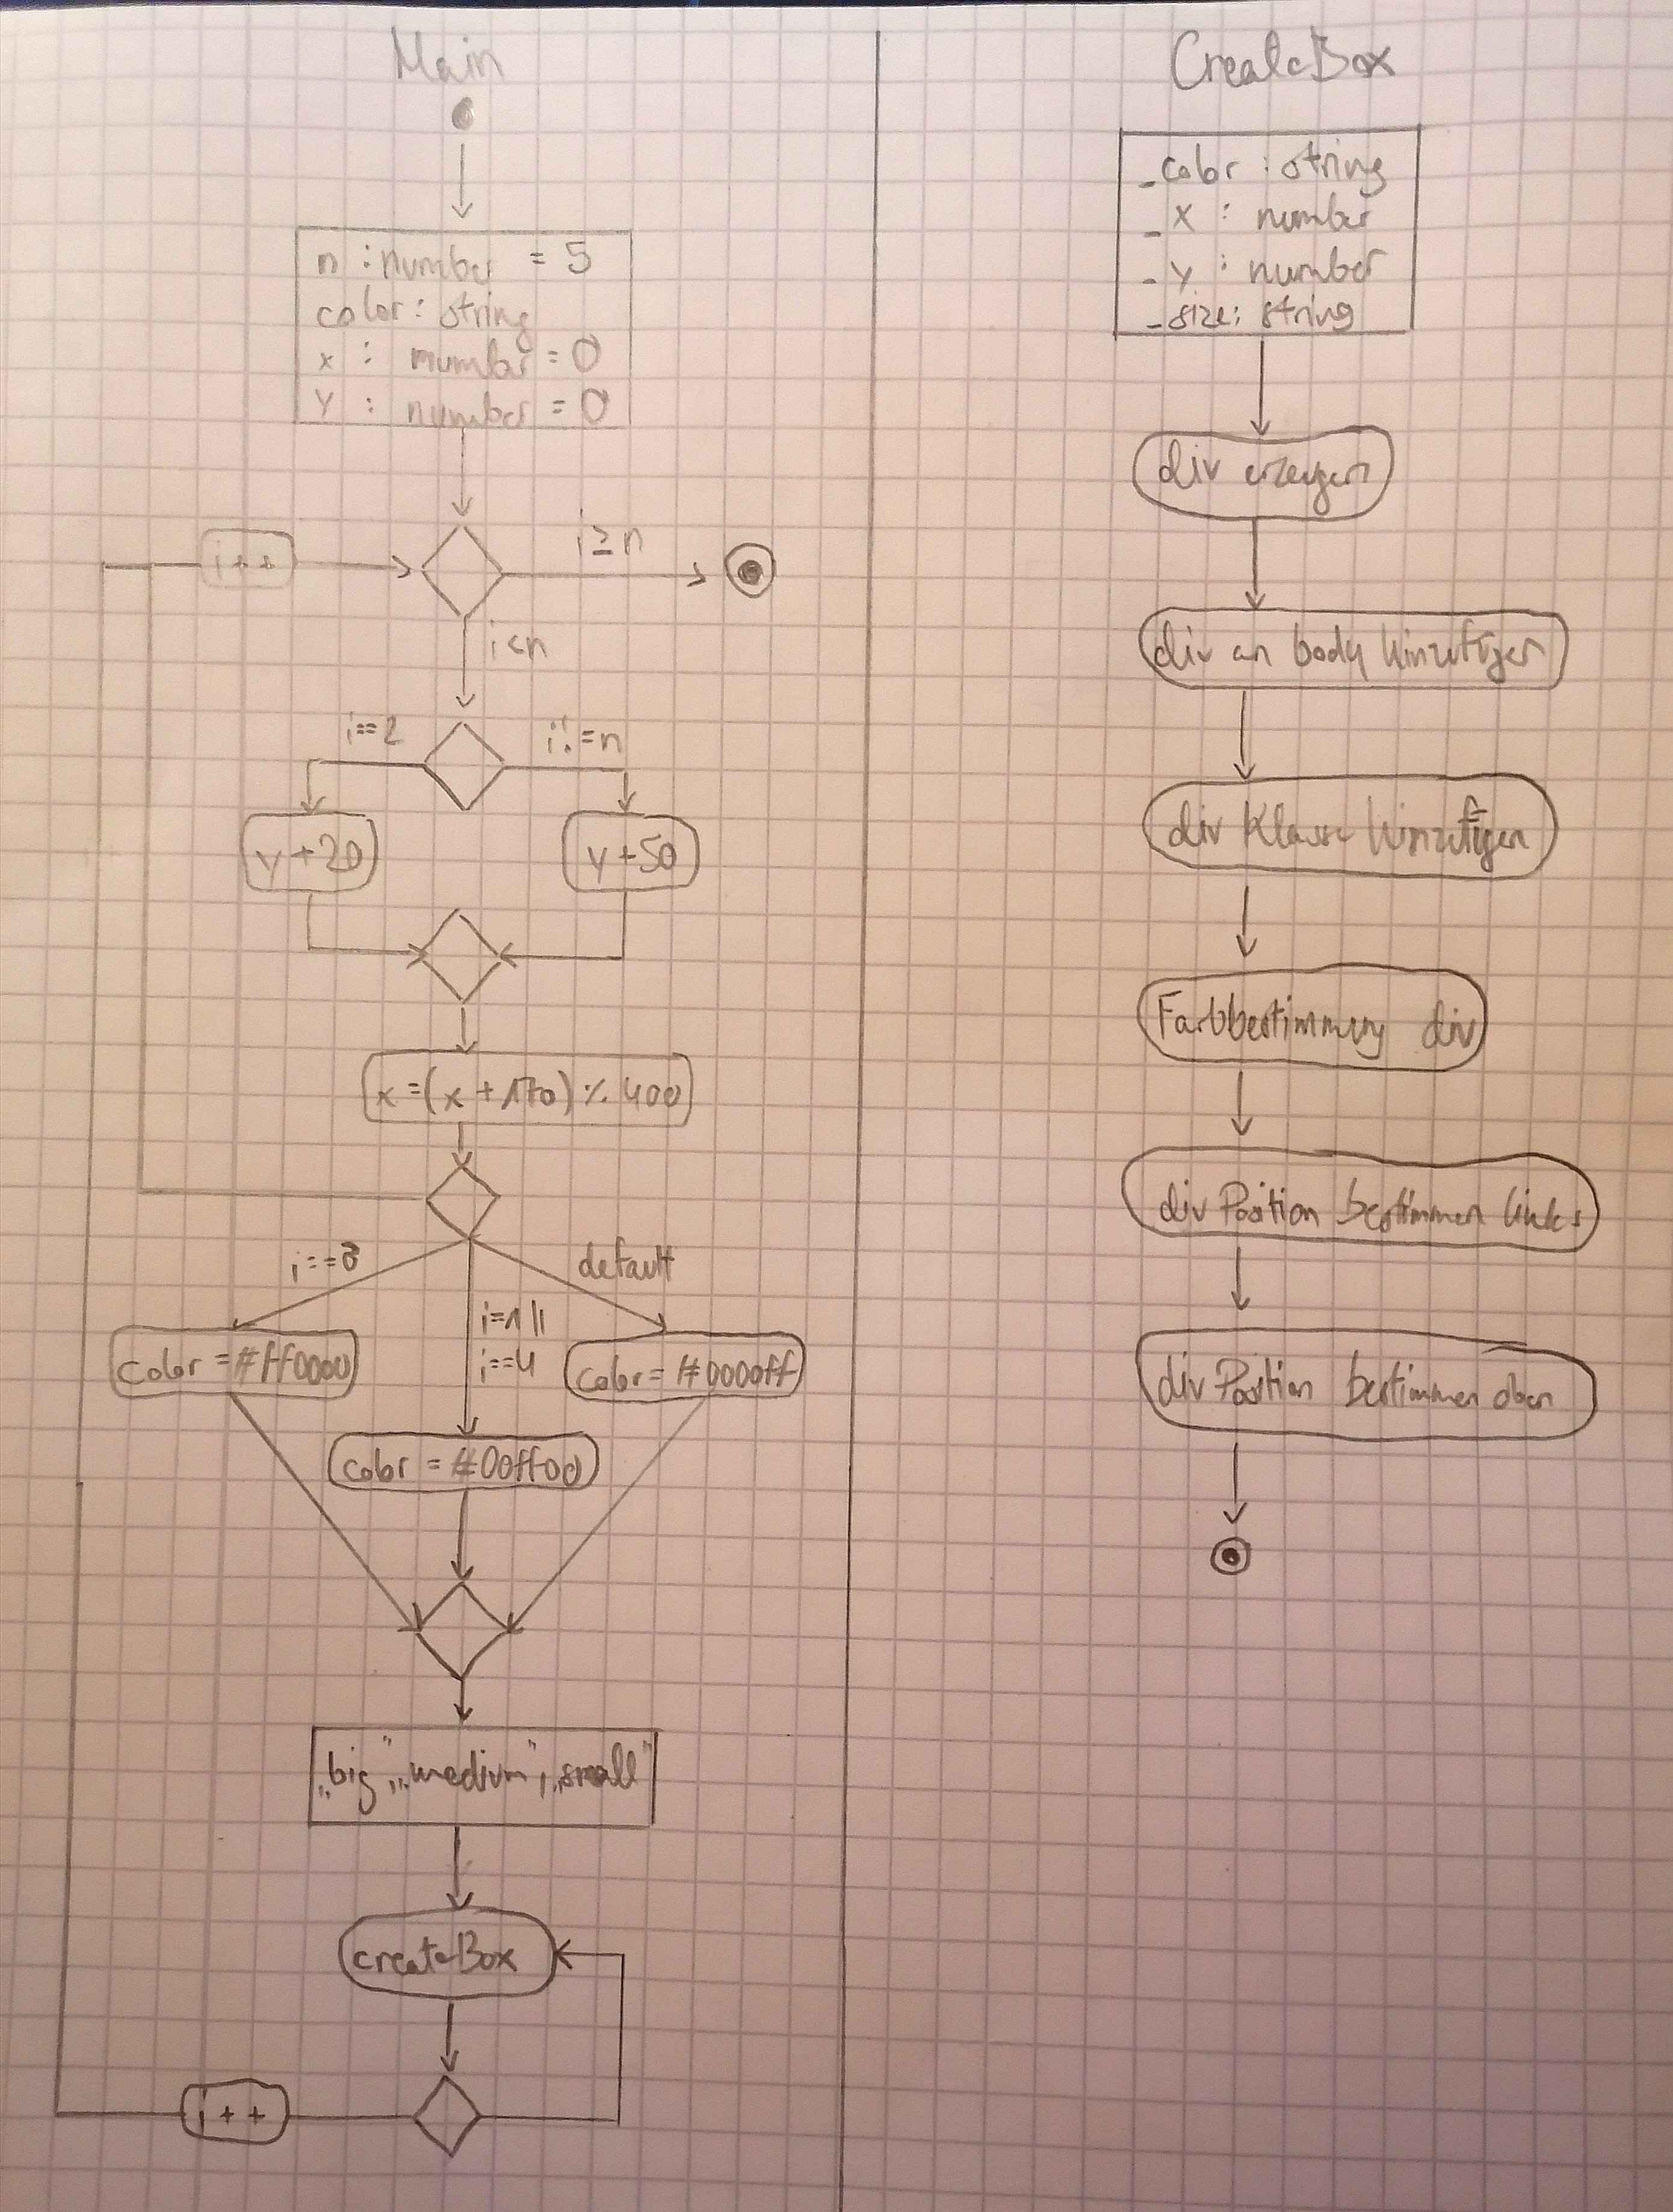 Main
n : number = 5
color : string
x : number = 0
y : number = 0
i++
i≥n
i<n
i==2
i!=n
y+20
y+50
x=(x+170)%400
i==3
default
i=1||
i==4
color=#ff0000
color=#0000ff
color=#00ff00
„big",„medium",„small"
createBox
i++
CreateBox
_color : string
_x : number
_y : number
_size: string
div erzeugen
div an body hinzufügen
div Klasse hinzufügen
Farbbestimmung div
div Position bestimmen links
div Position bestimmen oben